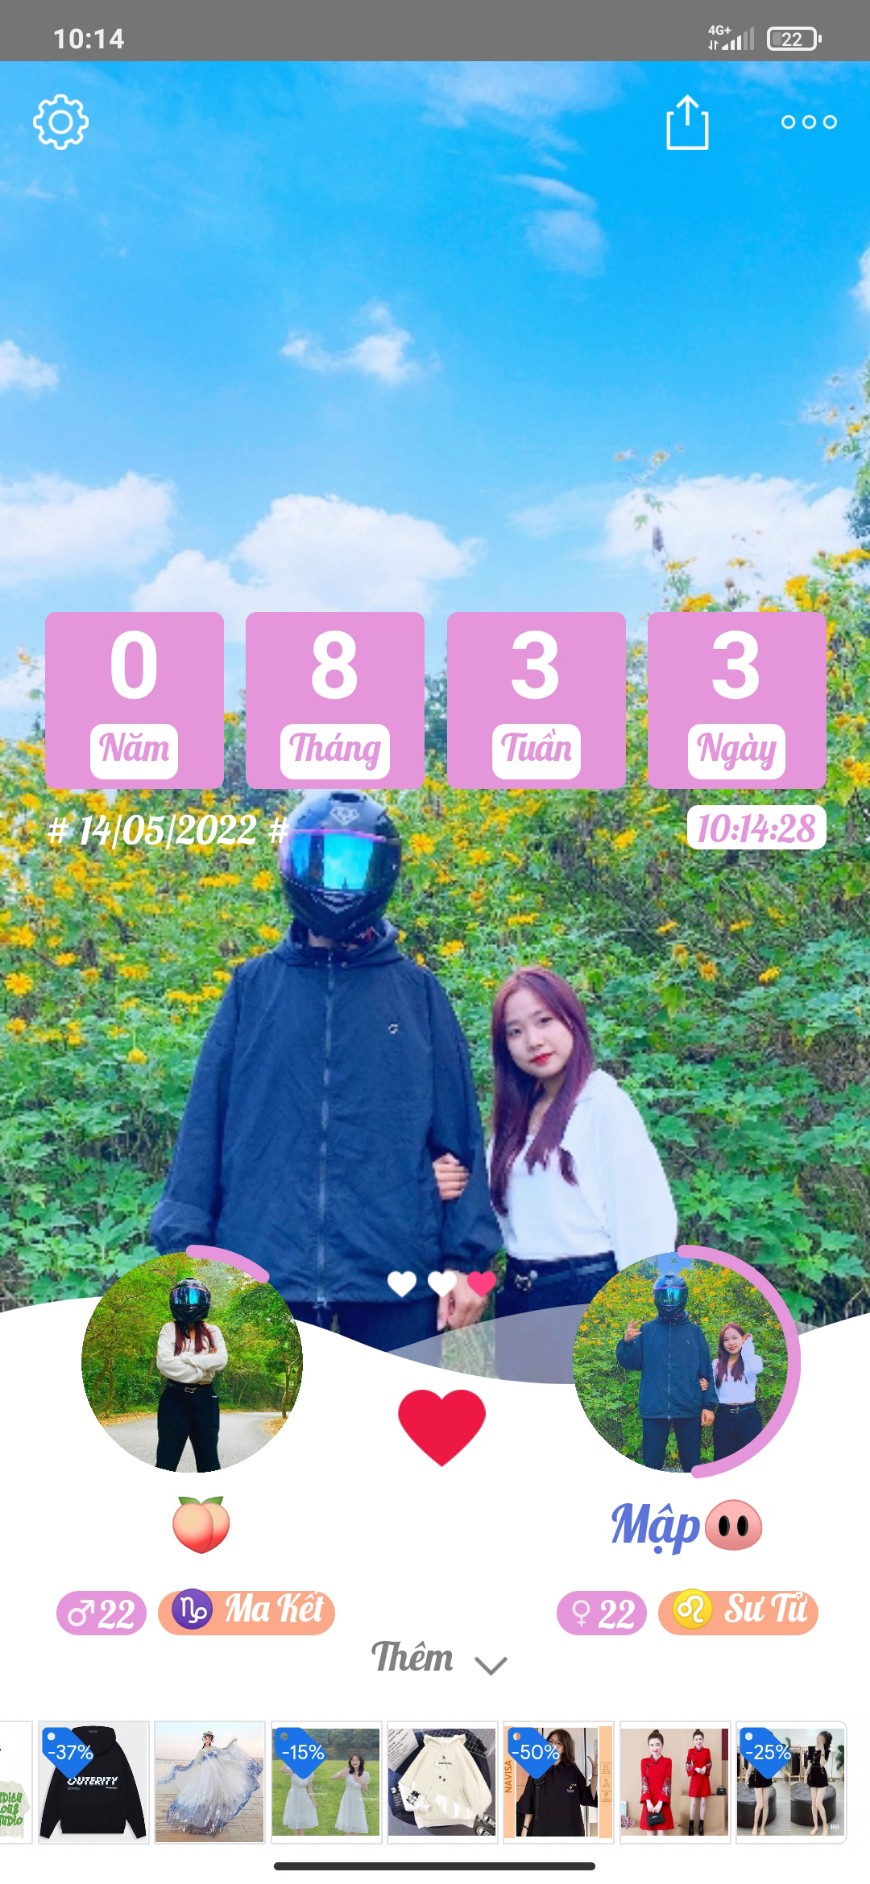 10:14
4G+
22
0 8 3 3
Năm Tháng Tuần Ngày
# 14/05/2022 #
10:14:28
Mập
♂22 Ma Kết
♀22 Sư Tử
Thêm
-37%
OUTERITY
-15%
-50%
NAVISA
-25%
HH